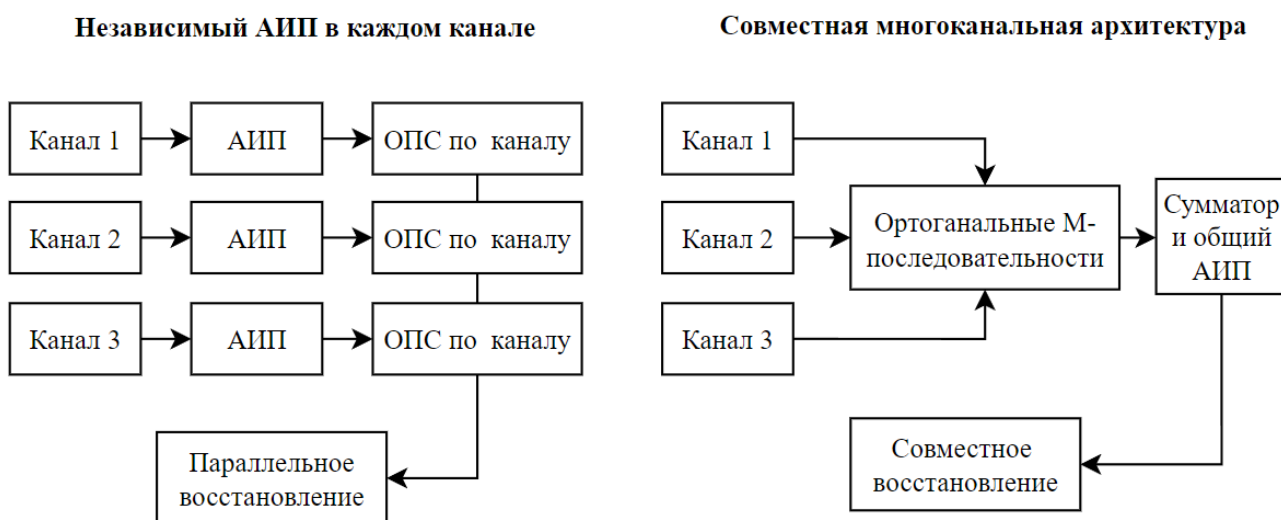 Независимый АИП в каждом канале
Канал 1
АИП
ОПС по каналу
Канал 2
АИП
ОПС по каналу
Канал 3
АИП
ОПС по каналу
Параллельное
восстановление
Совместная многоканальная архитектура
Канал 1
Канал 2
Канал 3
Ортоганальные М-
последовательности
Сумматор
и общий
АИП
Совместное
восстановление